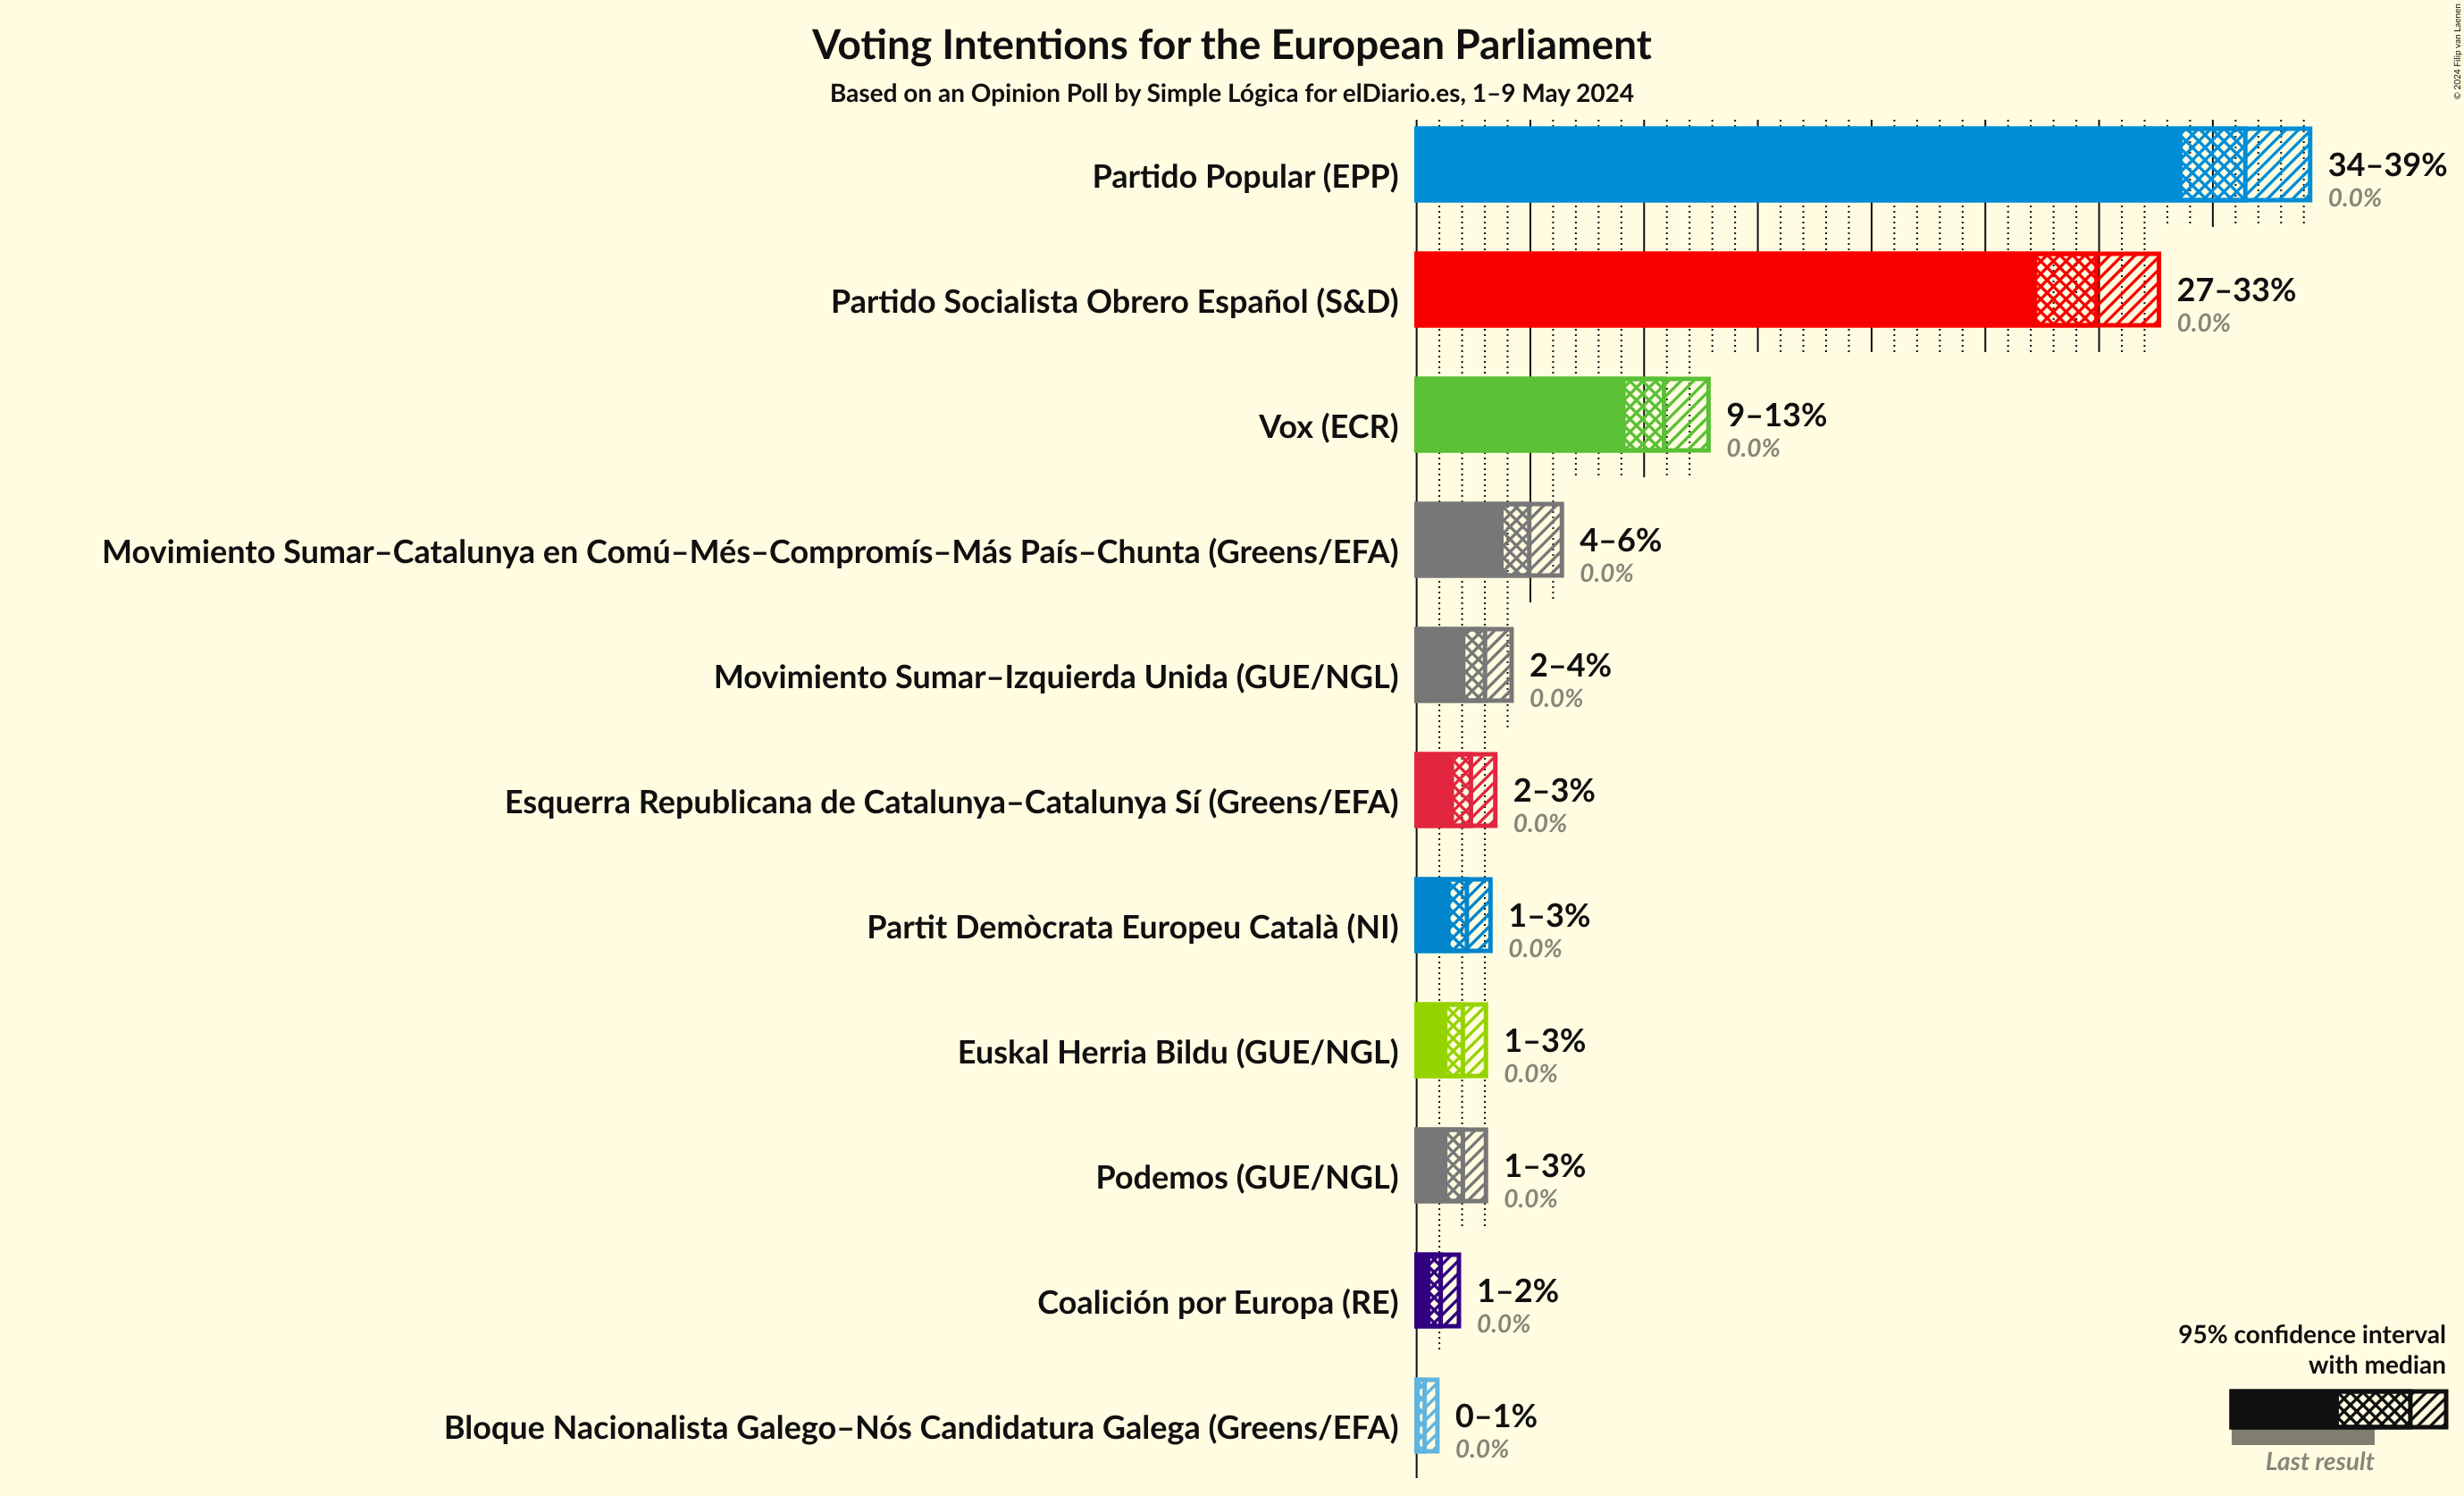 © 2024 Filip van Laenen
Voting Intentions for the European Parliament
Based on an Opinion Poll by Simple Lógica for elDiario.es, 1–9 May 2024
Partido Popular (EPP)
34–39%
0.0%
Partido Socialista Obrero Español (S&D)
27–33%
0.0%
Vox (ECR)
9–13%
0.0%
Movimiento Sumar–Catalunya en Comú–Més–Compromís–Más País–Chunta (Greens/EFA)
4–6%
0.0%
Movimiento Sumar–Izquierda Unida (GUE/NGL)
2–4%
0.0%
Esquerra Republicana de Catalunya–Catalunya Sí (Greens/EFA)
2–3%
0.0%
Partit Demòcrata Europeu Català (NI)
1–3%
0.0%
Euskal Herria Bildu (GUE/NGL)
1–3%
0.0%
Podemos (GUE/NGL)
1–3%
0.0%
Coalición por Europa (RE)
1–2%
0.0%
Bloque Nacionalista Galego–Nós Candidatura Galega (Greens/EFA)
0–1%
0.0%
95% confidence interval
with median
Last result